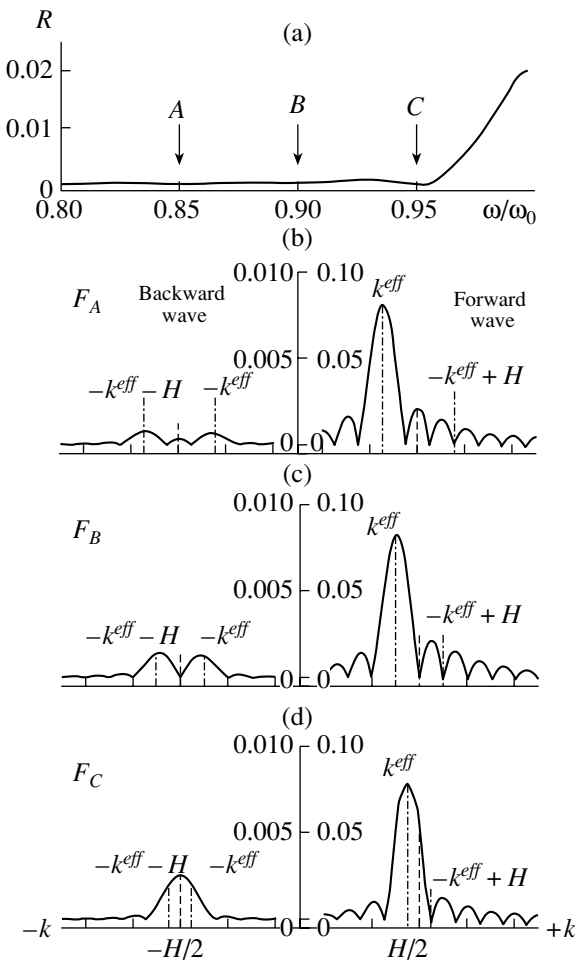 (a)
R
0.02
0.01
0
A B C
0.80 0.85 0.90 0.95 ω/ω0
(b)
F_A
Backward wave
0.010 0.10
k^eff
Forward wave
0.005 0.05
−k^eff − H −k^eff
−k^eff + H
0 0
(c)
F_B
0.010 0.10
k^eff
0.005 0.05
−k^eff − H −k^eff
−k^eff + H
0 0
(d)
F_C
0.010 0.10
k^eff
0.005 0.05
−k^eff − H −k^eff
−k^eff + H
0 0
−k +k
−H/2 H/2